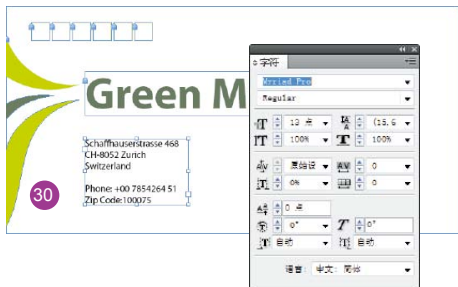 Green M
Schaffhauserstrasse 468
CH-8052 Zurich
Switzerland
Phone: +00 7854264 51
Zip Code:100075
30
字符
Myriad Pro
Regular
13 点
(15.6
100%
100%
原始设
0
0%
0
0 点
0°
0°
自动
自动
语言: 中文: 简体